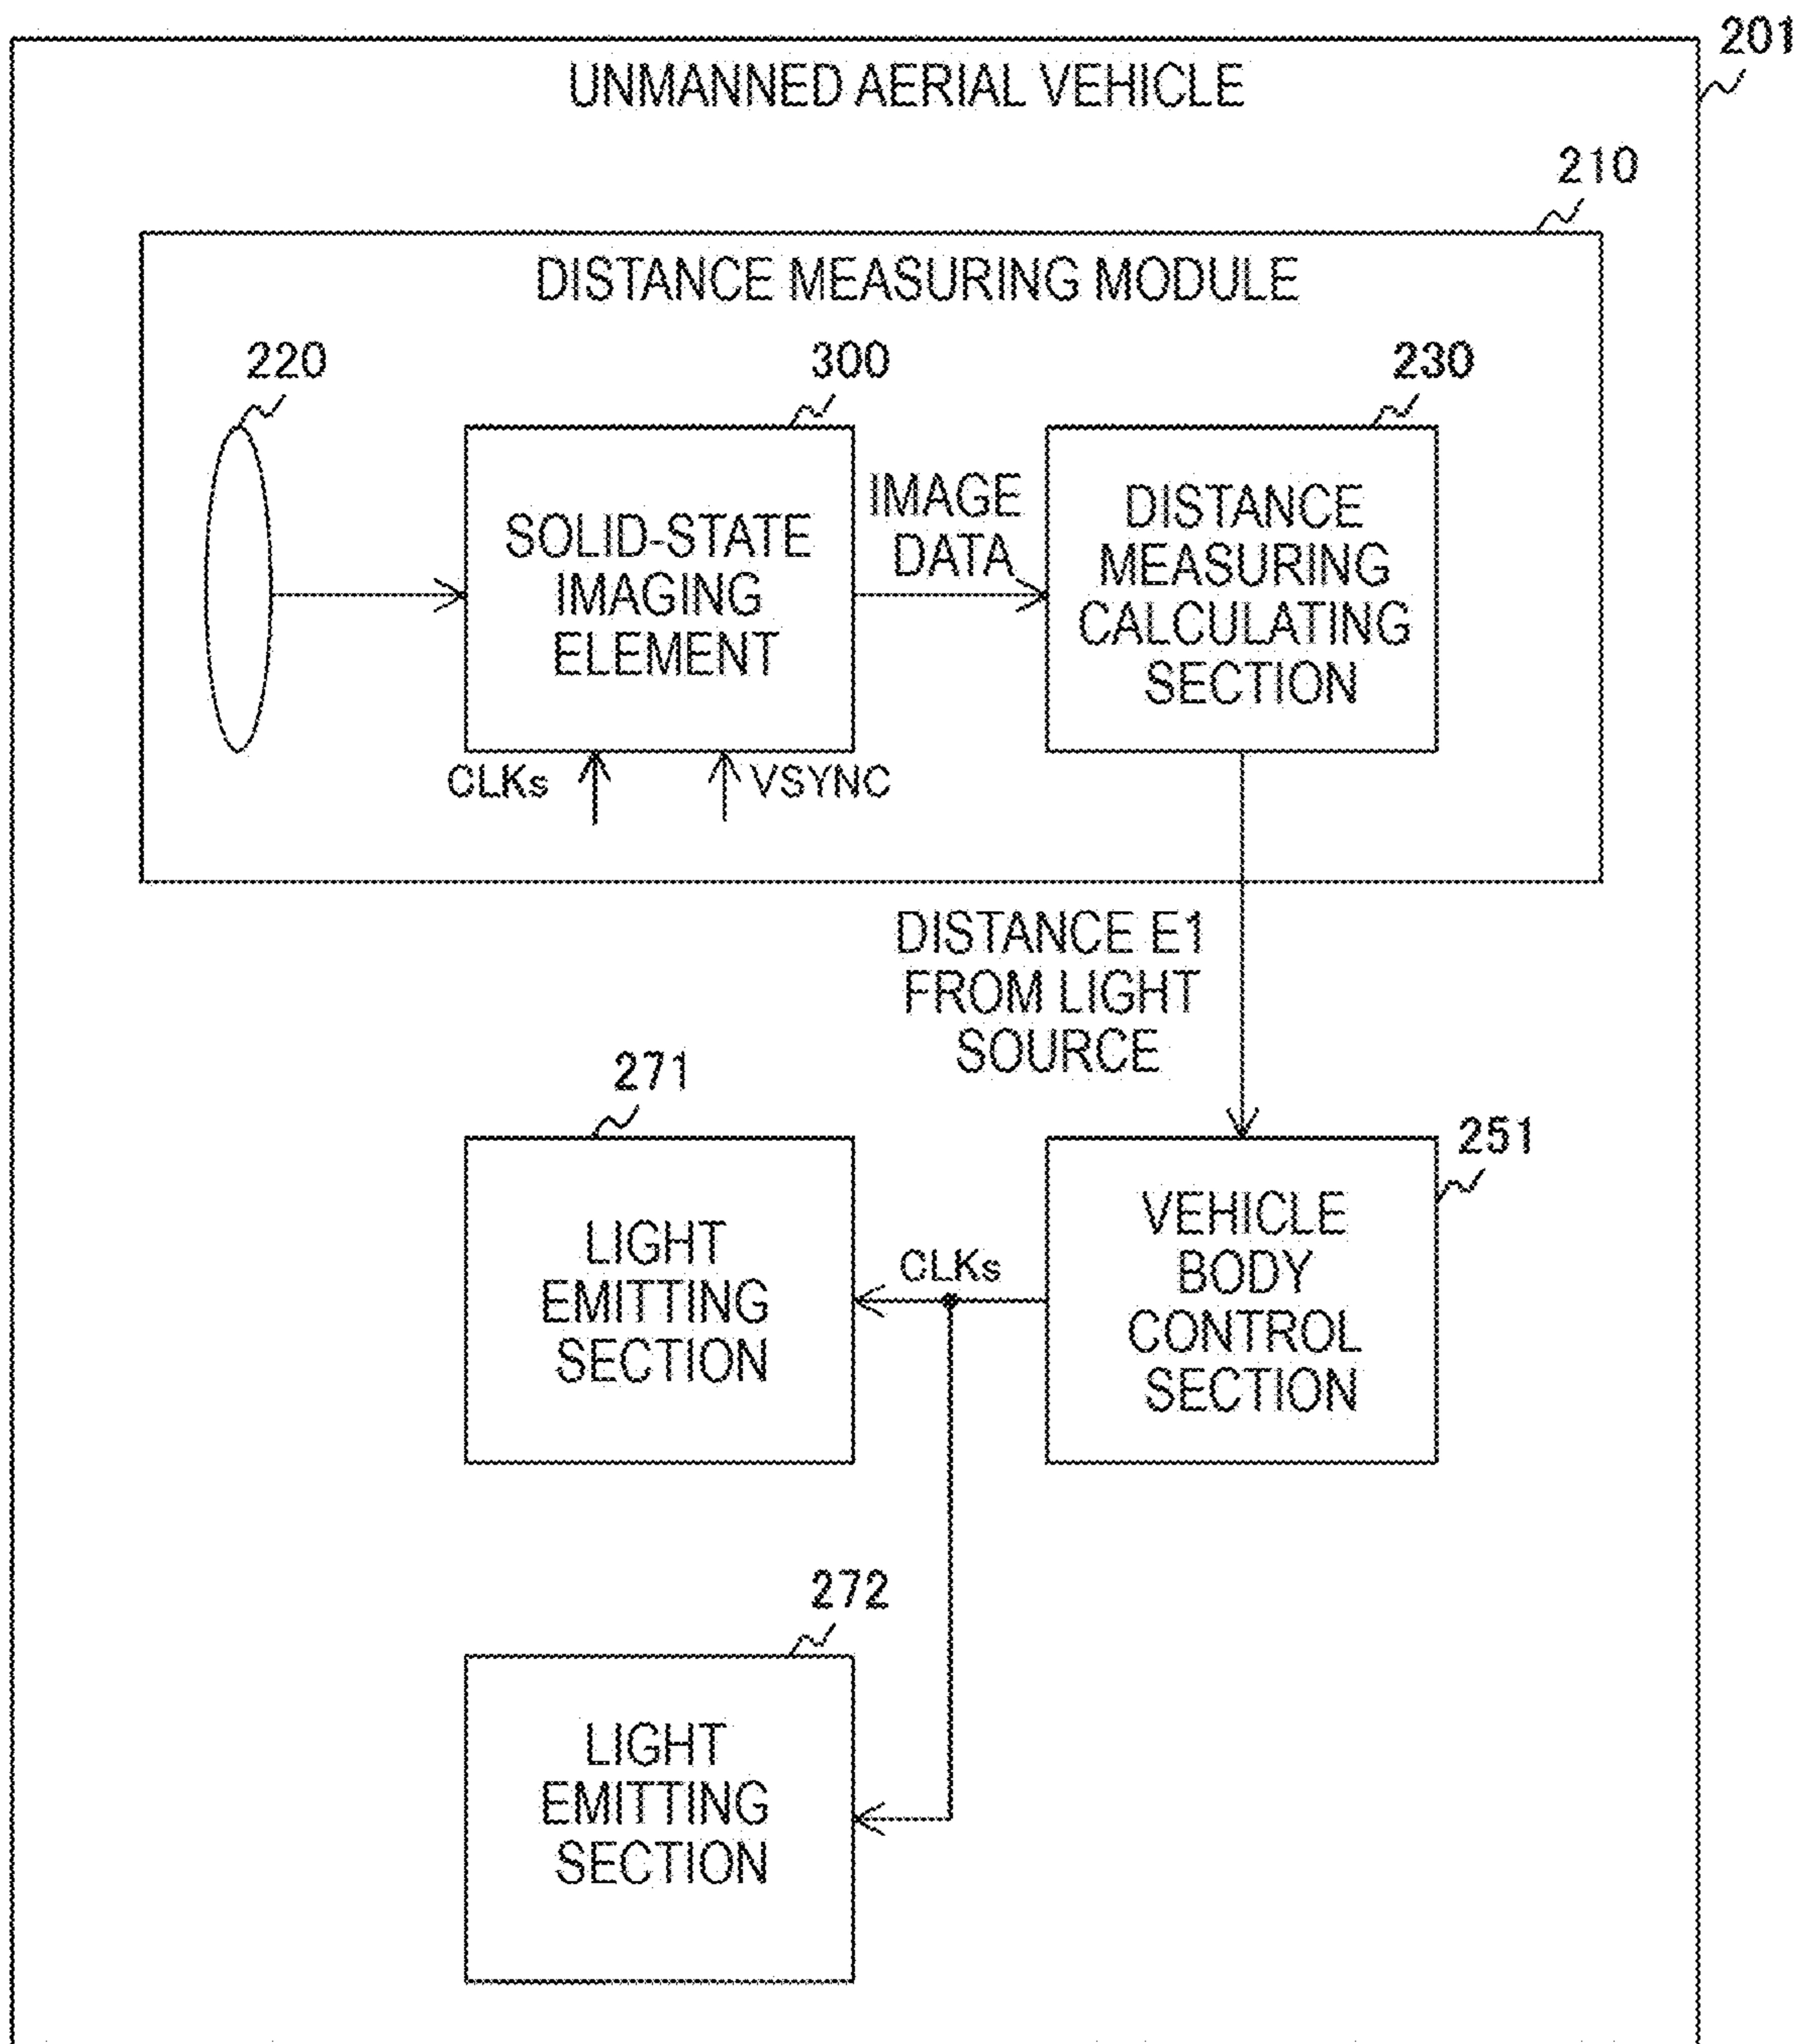 201
UNMANNED AERIAL VEHICLE
210
DISTANCE MEASURING MODULE
220
300
230
SOLID-STATE
IMAGING
ELEMENT
IMAGE
DATA
DISTANCE
MEASURING
CALCULATING
SECTION
CLKs
VSYNC
DISTANCE E1
FROM LIGHT
SOURCE
271
251
LIGHT
EMITTING
SECTION
CLKs
VEHICLE
BODY
CONTROL
SECTION
272
LIGHT
EMITTING
SECTION